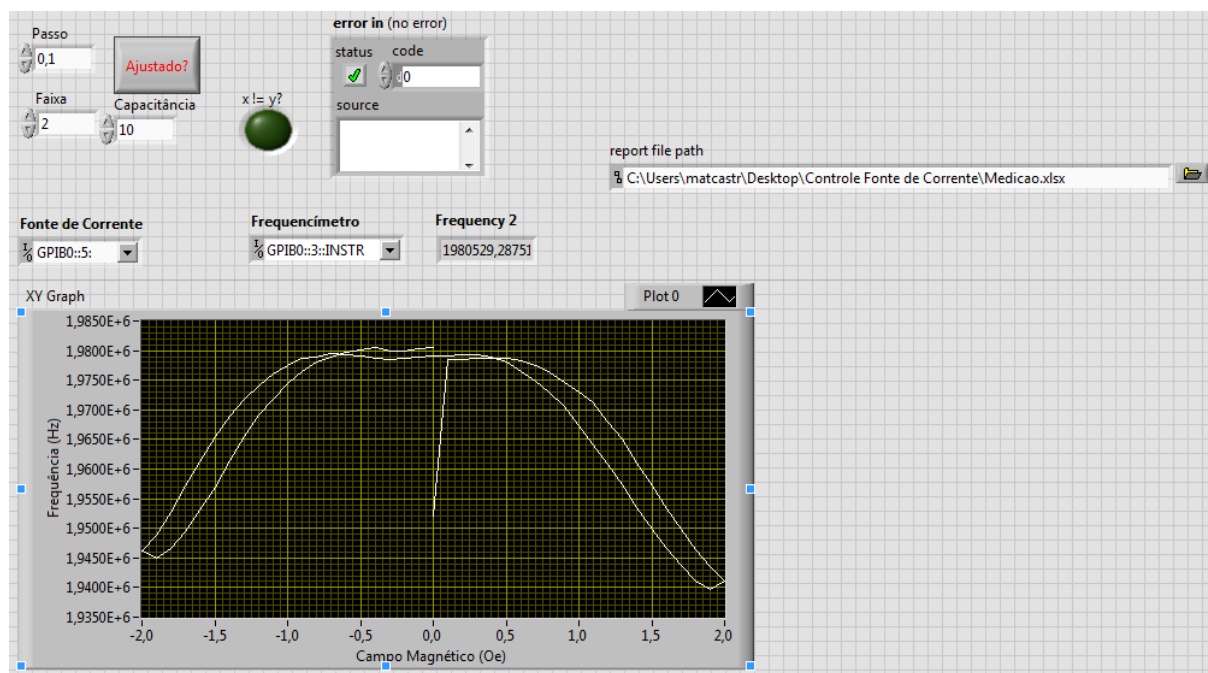 error in (no error)
Passo
0,1
Ajustado?
status
code
0
Faixa
2
Capacitância
10
x != y?
source
report file path
C:\Users\matcastr\Desktop\Controle Fonte de Corrente\Medicao.xlsx
Fonte de Corrente
GPIB0::5:
Frequencímetro
GPIB0::3::INSTR
Frequency 2
1980529,28751
XY Graph
Plot 0
1,9850E+6
1,9800E+6
1,9750E+6
1,9700E+6
1,9650E+6
1,9600E+6
1,9550E+6
1,9500E+6
1,9450E+6
1,9400E+6
1,9350E+6
Frequência (Hz)
-2,0 -1,5 -1,0 -0,5 0,0 0,5 1,0 1,5 2,0
Campo Magnético (Oe)